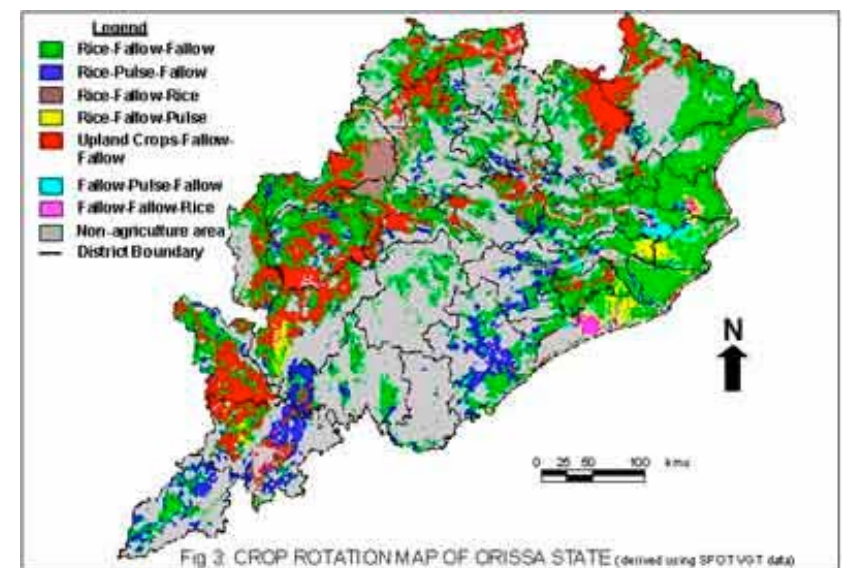 Legend
Rice-Fallow-Fallow
Rice-Pulse-Fallow
Rice-Fallow-Rice
Rice-Fallow-Pulse
Upland Crops-Fallow-
Fallow
Fallow-Pulse-Fallow
Fallow-Fallow-Rice
Non-agriculture area
District Boundary
N
0 25 50 100 kms
Fig 3: CROP ROTATION MAP OF ORISSA STATE (derived using SPOT VGT data)